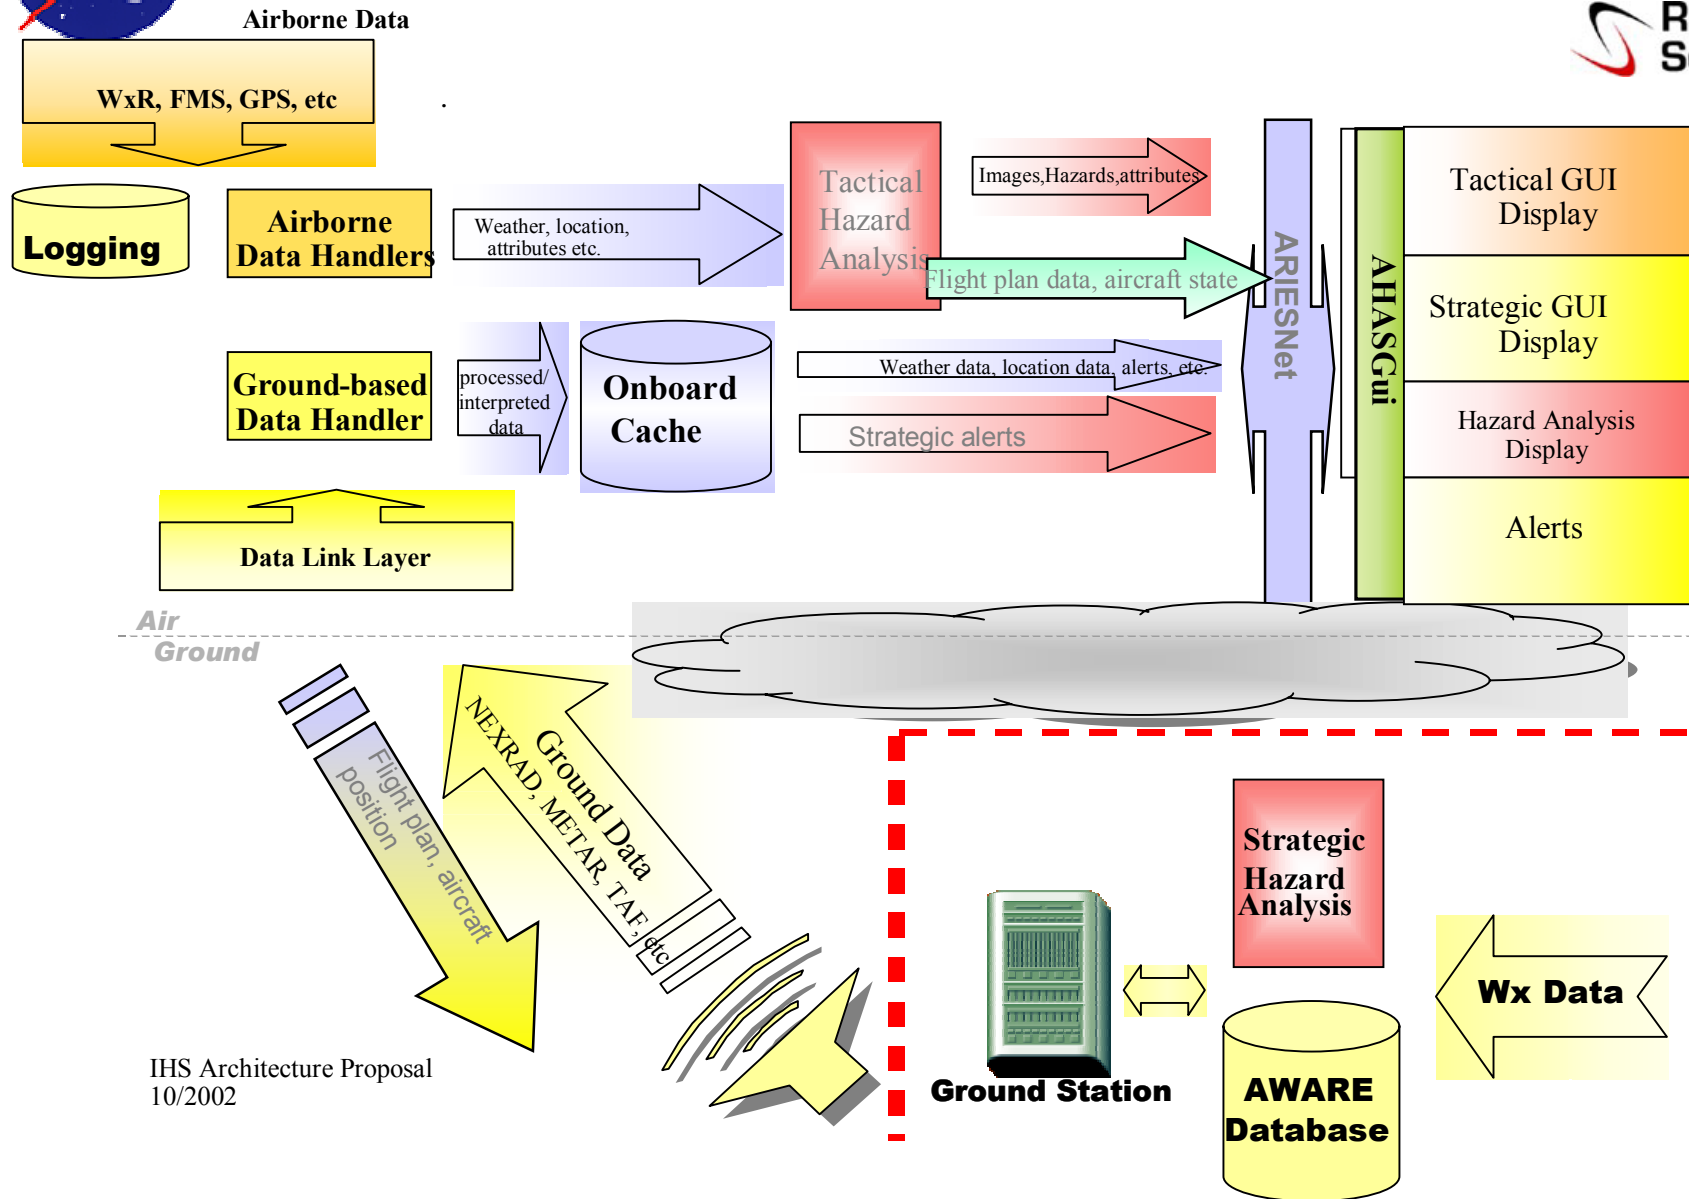 Airborne Data
WxR, FMS, GPS, etc
.
Logging
Airborne
Data Handlers
Weather, location,
attributes etc.
Tactical
Hazard
Analysis
Images,Hazards,attributes
Flight plan data, aircraft state
ARIESNet
AHASGui
Tactical GUI
Display
Strategic GUI
Display
Hazard Analysis
Display
Alerts
Ground-based
Data Handler
processed/
interpreted
data
Onboard
Cache
Weather data, location data, alerts, etc.
Strategic alerts
Data Link Layer
Air
Ground
Flight plan, aircraft
position
Ground Data
NEXRAD, METAR, TAF, etc
Strategic
Hazard
Analysis
Wx Data
Ground Station
AWARE
Database
IHS Architecture Proposal
10/2002